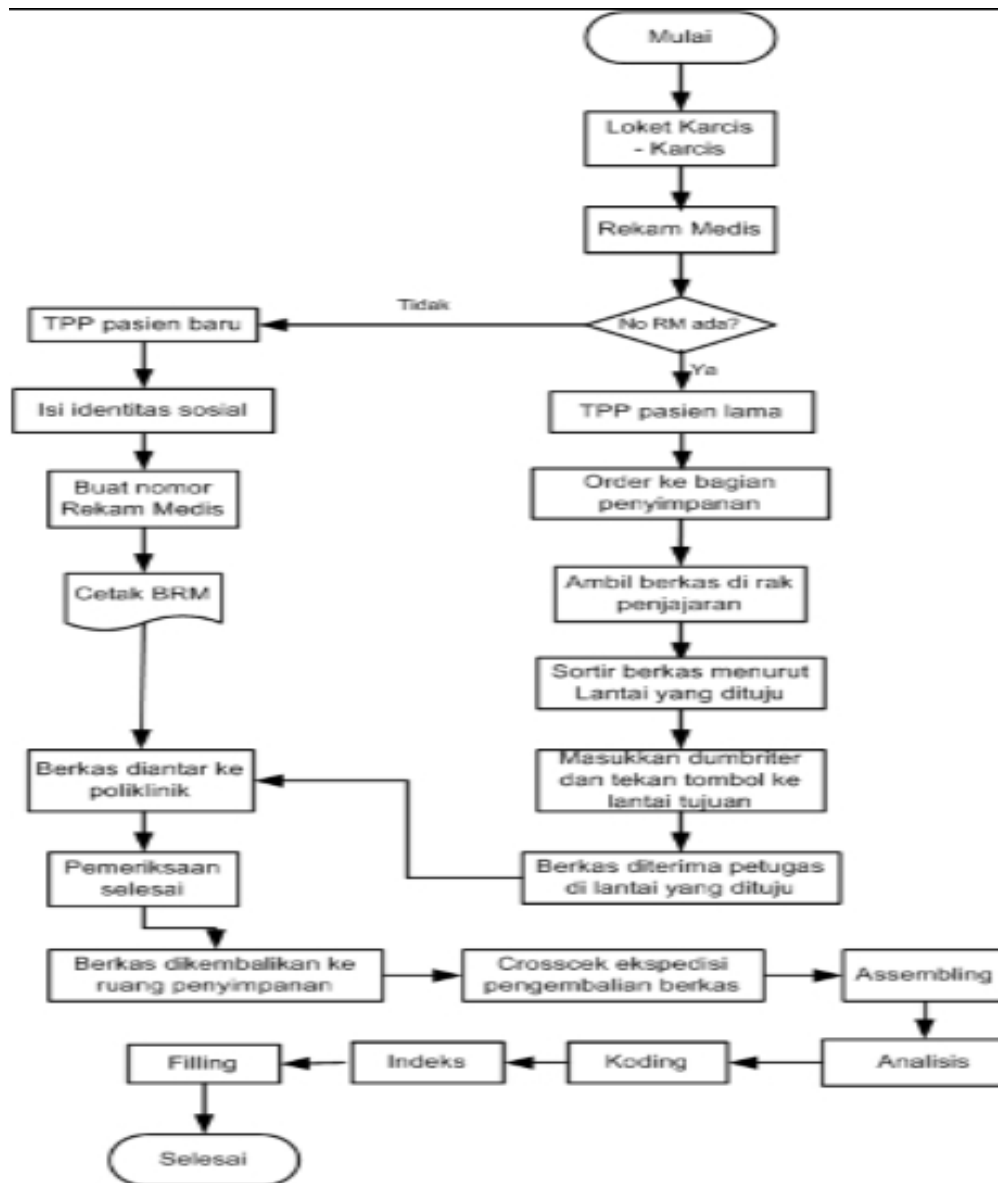 Mulai
Loket Karcis
- Karcis
Rekam Medis
No RM ada?
Tidak
Ya
TPP pasien baru
Isi identitas sosial
Buat nomor
Rekam Medis
Cetak BRM
TPP pasien lama
Order ke bagian
penyimpanan
Ambil berkas di rak
penjajaran
Sortir berkas menurut
Lantai yang dituju
Masukkan dumbriter
dan tekan tombol ke
lantai tujuan
Berkas diterima petugas
di lantai yang dituju
Berkas diantar ke
poliklinik
Pemeriksaan
selesai
Berkas dikembalikan ke
ruang penyimpanan
Crosscek ekspedisi
pengembalian berkas
Assembling
Analisis
Koding
Indeks
Filling
Selesai